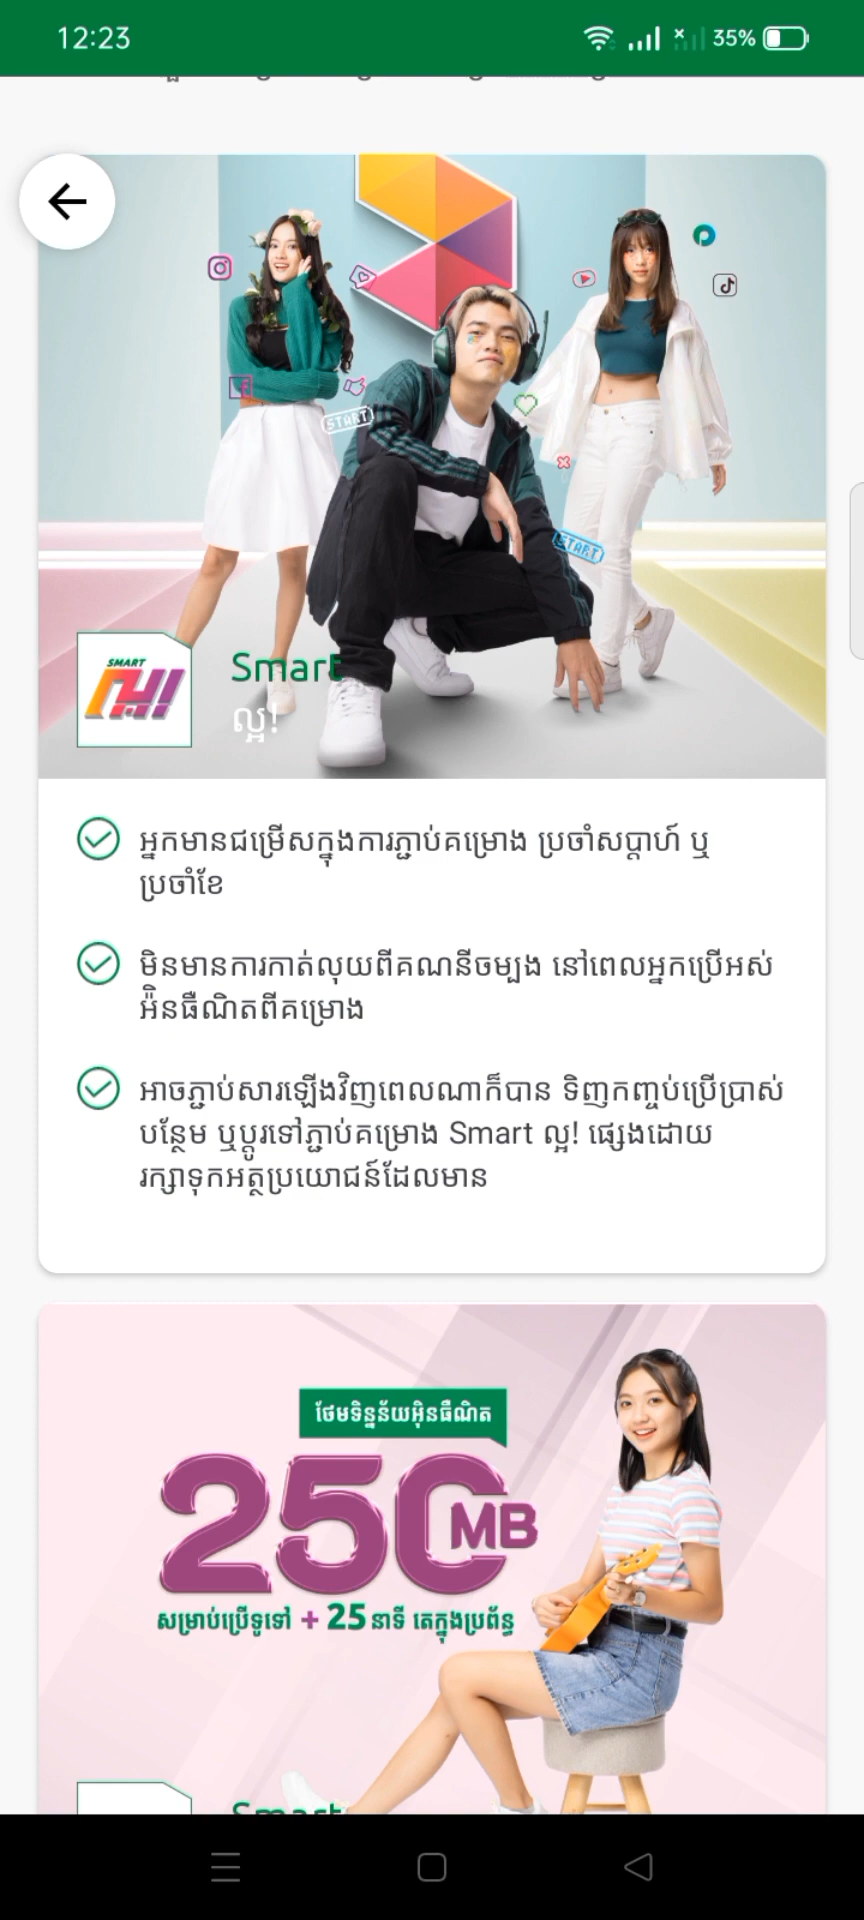 12:23
35%
START
START
SMART
ល្អ!
Smart
ល្អ!
អ្នកមានជម្រើសក្នុងការភ្ជាប់គម្រោង ប្រចាំសប្តាហ៍ ឬ
ប្រចាំខែ
មិនមានការកាត់លុយពីគណនីចម្បង នៅពេលអ្នកប្រើអស់
អ៉ិនធឺណិតពីគម្រោង
អាចភ្ជាប់សារឡើងវិញពេលណាក៏បាន ទិញកញ្ចប់ប្រើប្រាស់
បន្ថែម ឬប្តូរទៅភ្ជាប់គម្រោង Smart ល្អ! ផ្សេងដោយ
រក្សាទុកអត្ថប្រយោជន៍ដែលមាន
ថែមទិន្នន័យអ៊ិនធឺណិត
250 MB
សម្រាប់ប្រើទូទៅ + 25 នាទី តេក្នុងប្រព័ន្ធ
Smart